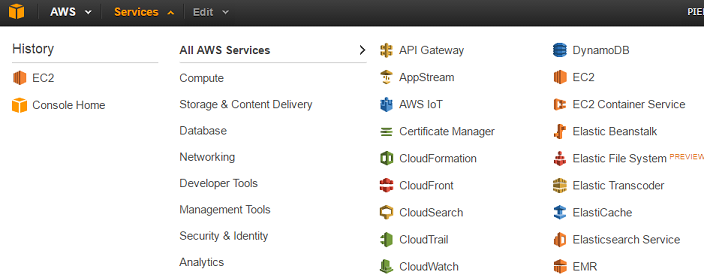 AWS Services Edit PIE
History
EC2
Console Home
All AWS Services
Compute
Storage & Content Delivery
Database
Networking
Developer Tools
Management Tools
Security & Identity
Analytics
API Gateway
AppStream
AWS IoT
Certificate Manager
CloudFormation
CloudFront
CloudSearch
CloudTrail
CloudWatch
DynamoDB
EC2
EC2 Container Service
Elastic Beanstalk
Elastic File System PREVIEW
Elastic Transcoder
ElastiCache
Elasticsearch Service
EMR